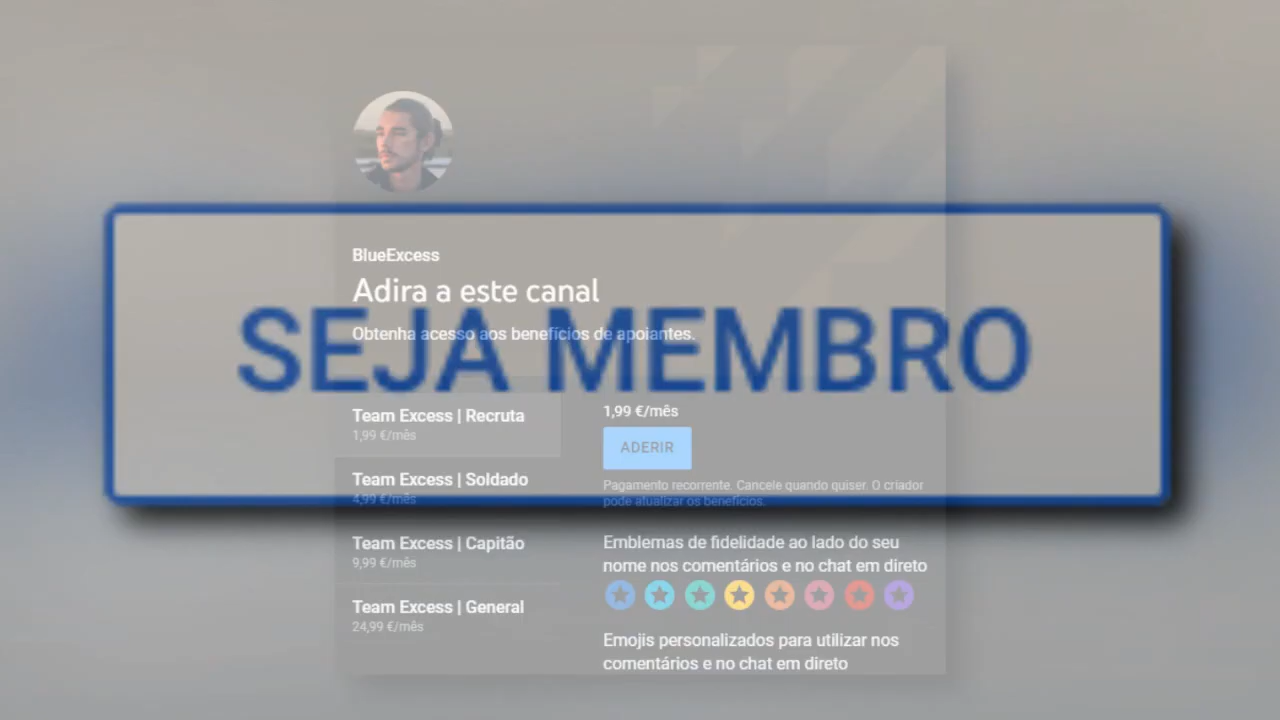 BlueExcess
Adira a este canal
Obtenha acesso aos benefícios de apoiantes.
SEJA MEMBRO
Team Excess | Recruta
1,99 €/mês
Team Excess | Soldado
4,99 €/mês
Team Excess | Capitão
9,99 €/mês
Team Excess | General
24,99 €/mês
1,99 €/mês
ADERIR
Pagamento recorrente. Cancele quando quiser. O criador
pode atualizar os benefícios.
Emblemas de fidelidade ao lado do seu
nome nos comentários e no chat em direto
Emojis personalizados para utilizar nos
comentários e no chat em direto